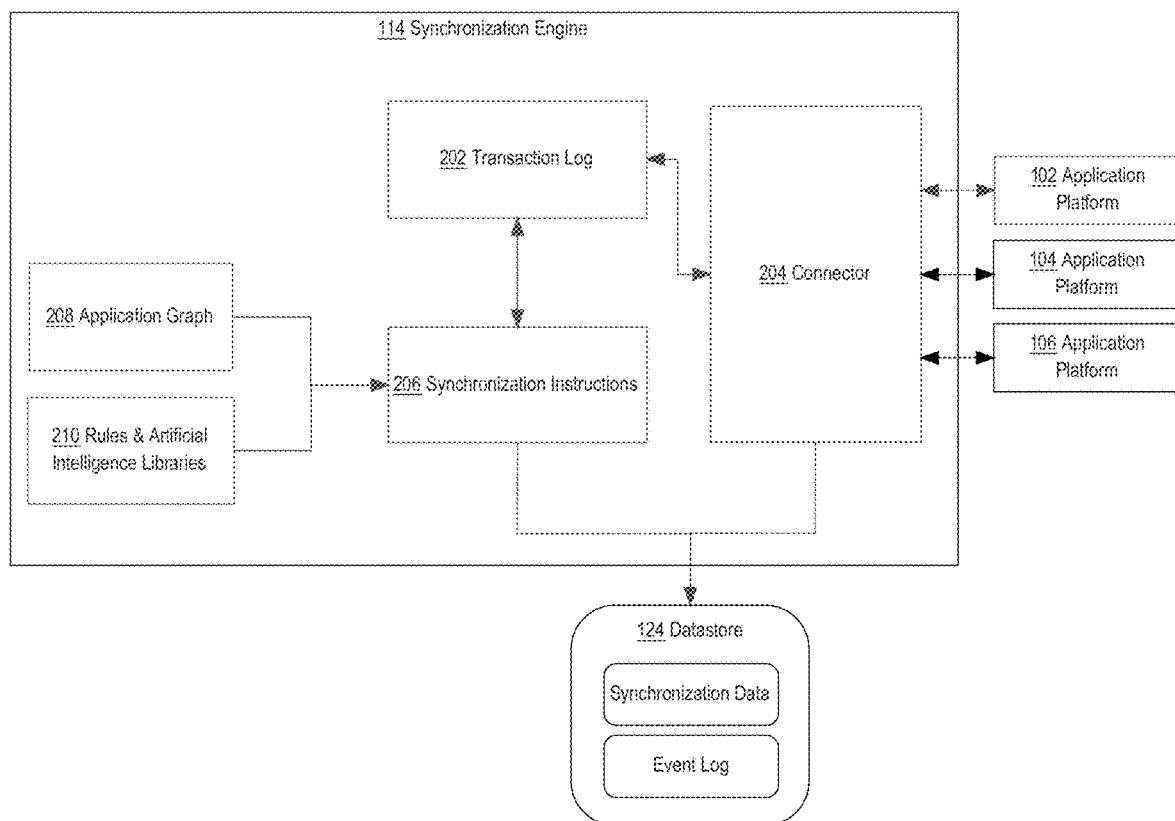 114 Synchronization Engine
202 Transaction Log
204 Connector
102 Application
Platform
104 Application
Platform
106 Application
Platform
208 Application Graph
206 Synchronization Instructions
210 Rules & Artificial
Intelligence Libraries
124 Datastore
Synchronization Data
Event Log